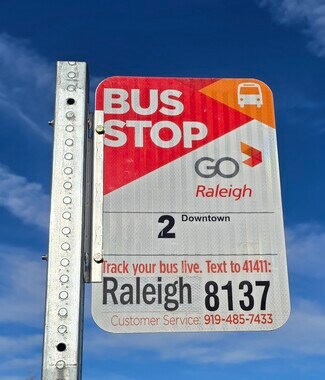 BUS
STOP
GO
Raleigh
2 Downtown
Track your bus live. Text to 41411:
Raleigh 8137
Customer Service: 919-485-7433